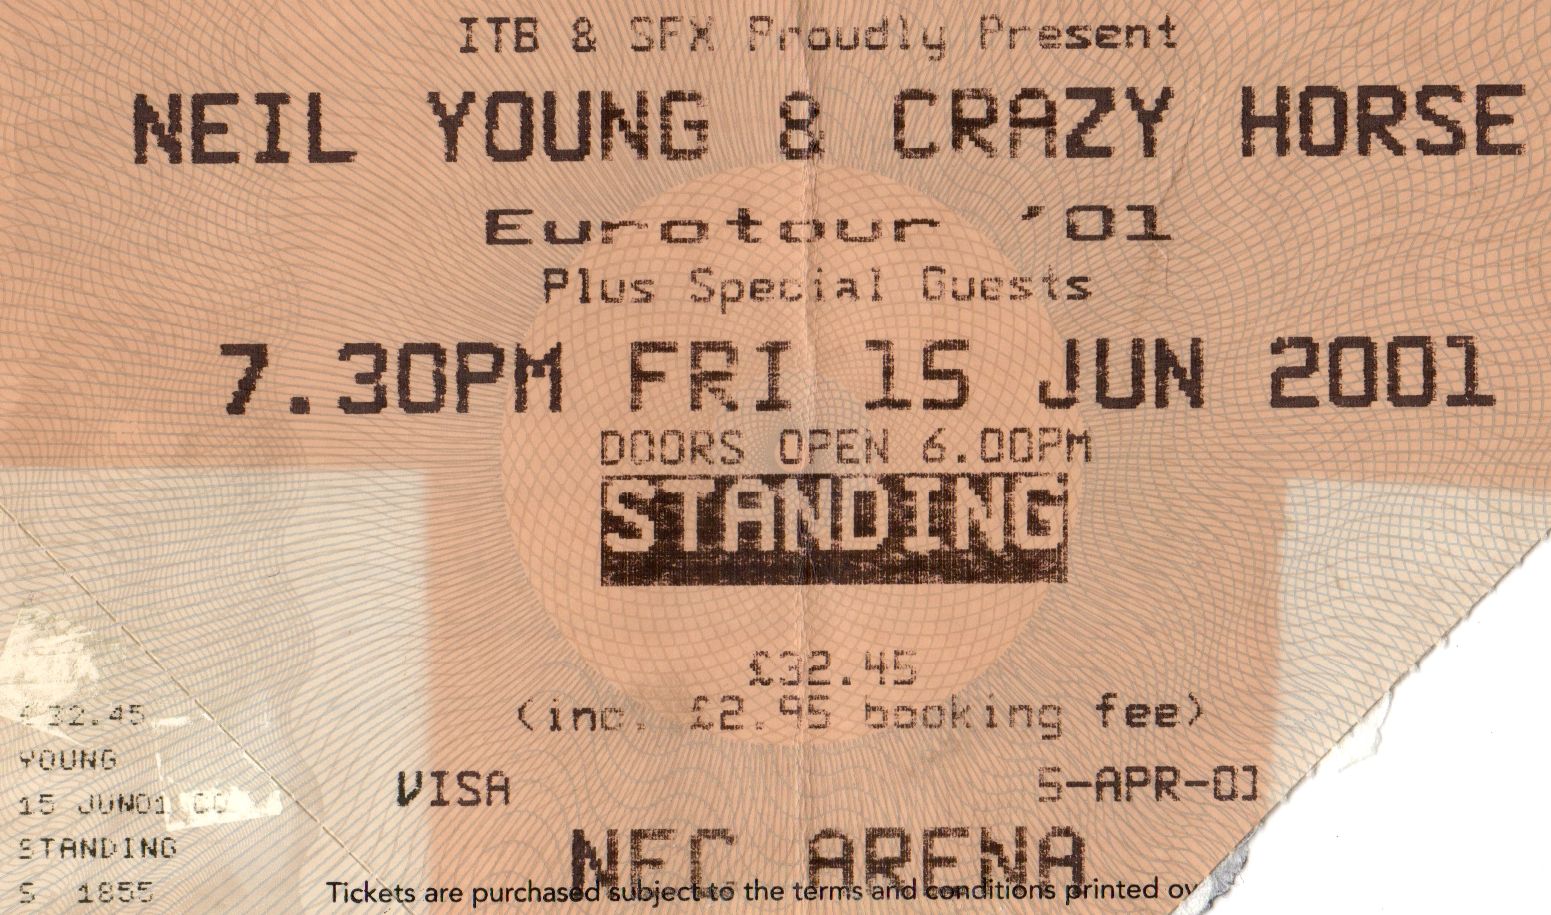 ITB & SFX Proudly Present
NEIL YOUNG & CRAZY HORSE
Eurotour '01
Plus Special Guests
7.30PM FRI 15 JUN 2001
DOORS OPEN 6.00PM
STANDING
£32.45
(inc. £2.95 booking fee)
VISA 5-APR-01
NEC ARENA
Tickets are purchased subject to the terms and conditions printed ov
£32.45
YOUNG
15 JUN01
STANDING
S 1855